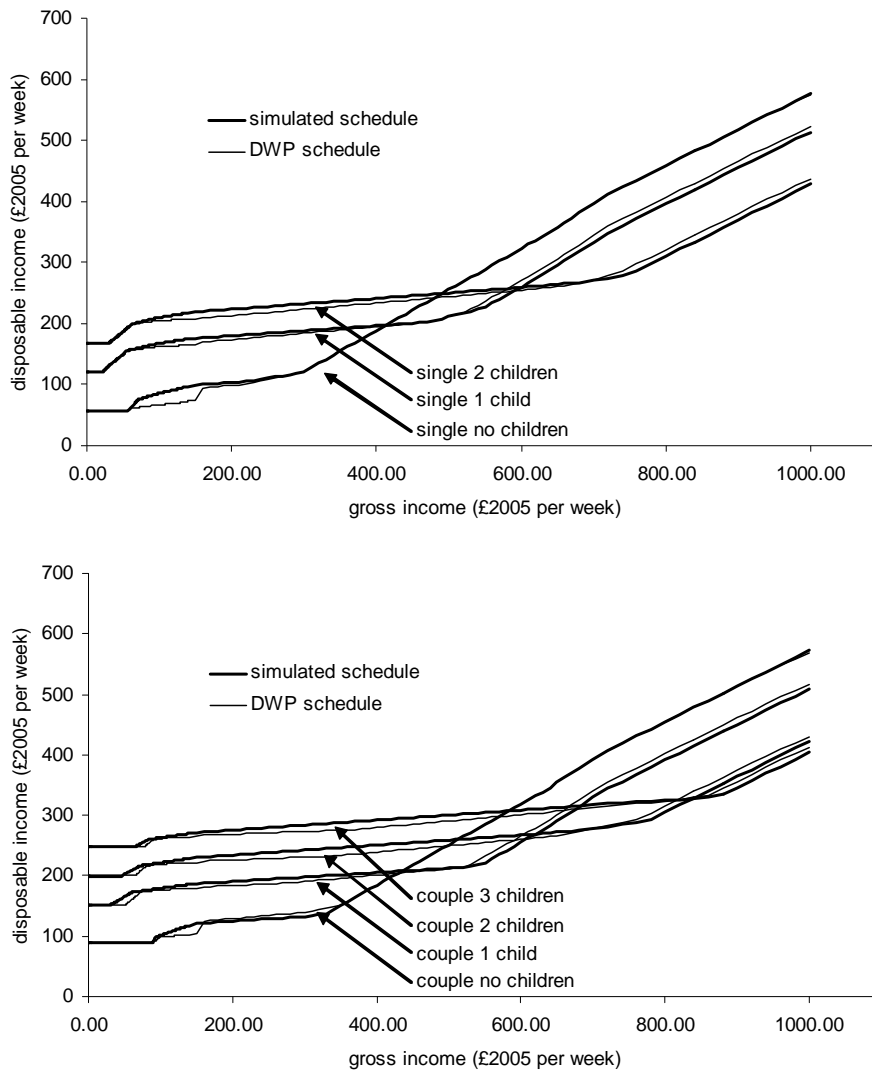 700
600
500
400
300
200
100
0
disposable income (£2005 per week)
simulated schedule
DWP schedule
single 2 children
single 1 child
single no children
0.00 200.00 400.00 600.00 800.00 1000.00
gross income (£2005 per week)
700
600
500
400
300
200
100
0
disposable income (£2005 per week)
simulated schedule
DWP schedule
couple 3 children
couple 2 children
couple 1 child
couple no children
0.00 200.00 400.00 600.00 800.00 1000.00
gross income (£2005 per week)